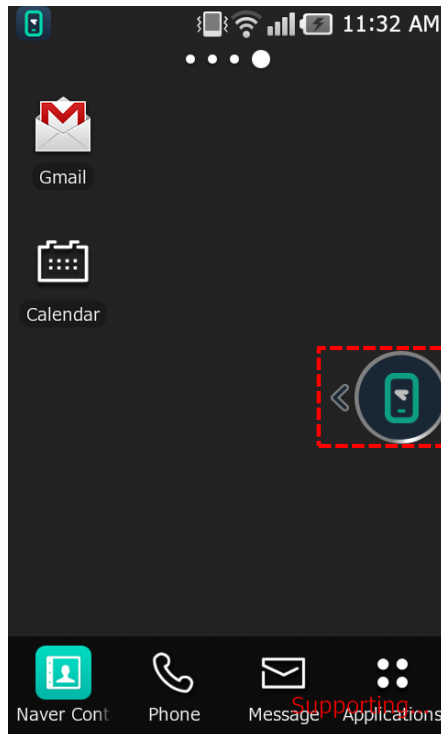 11:32 AM
Gmail
Calendar
Naver Cont
Phone
Message
Applications
Supporting...